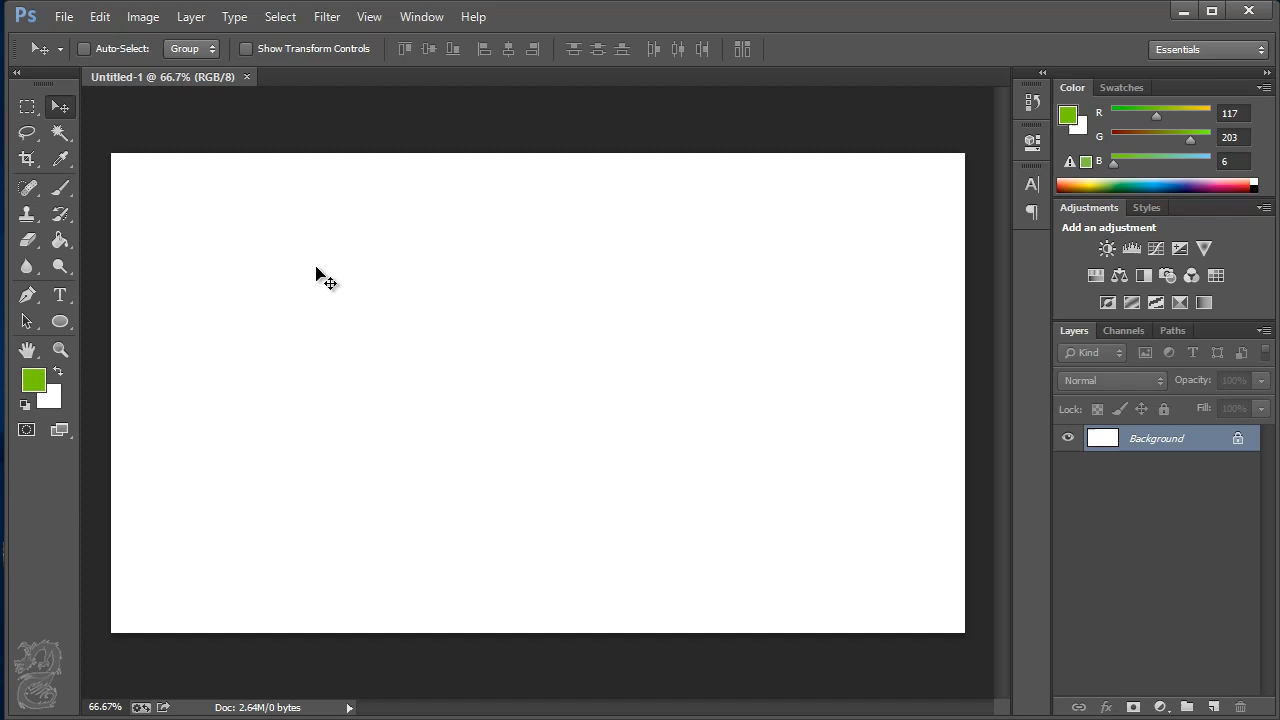 Ps File Edit Image Layer Type Select Filter View Window Help
Auto-Select: Group Show Transform Controls Essentials
Untitled-1 @ 66.7% (RGB/8) ×
Color Swatches
R 117
G 203
B 6
A
Adjustments Styles
Add an adjustment
T
Layers Channels Paths
Kind T
Normal Opacity: 100%
Lock: Fill: 100%
Background
fx
66.67% Doc: 2.64M/0 bytes